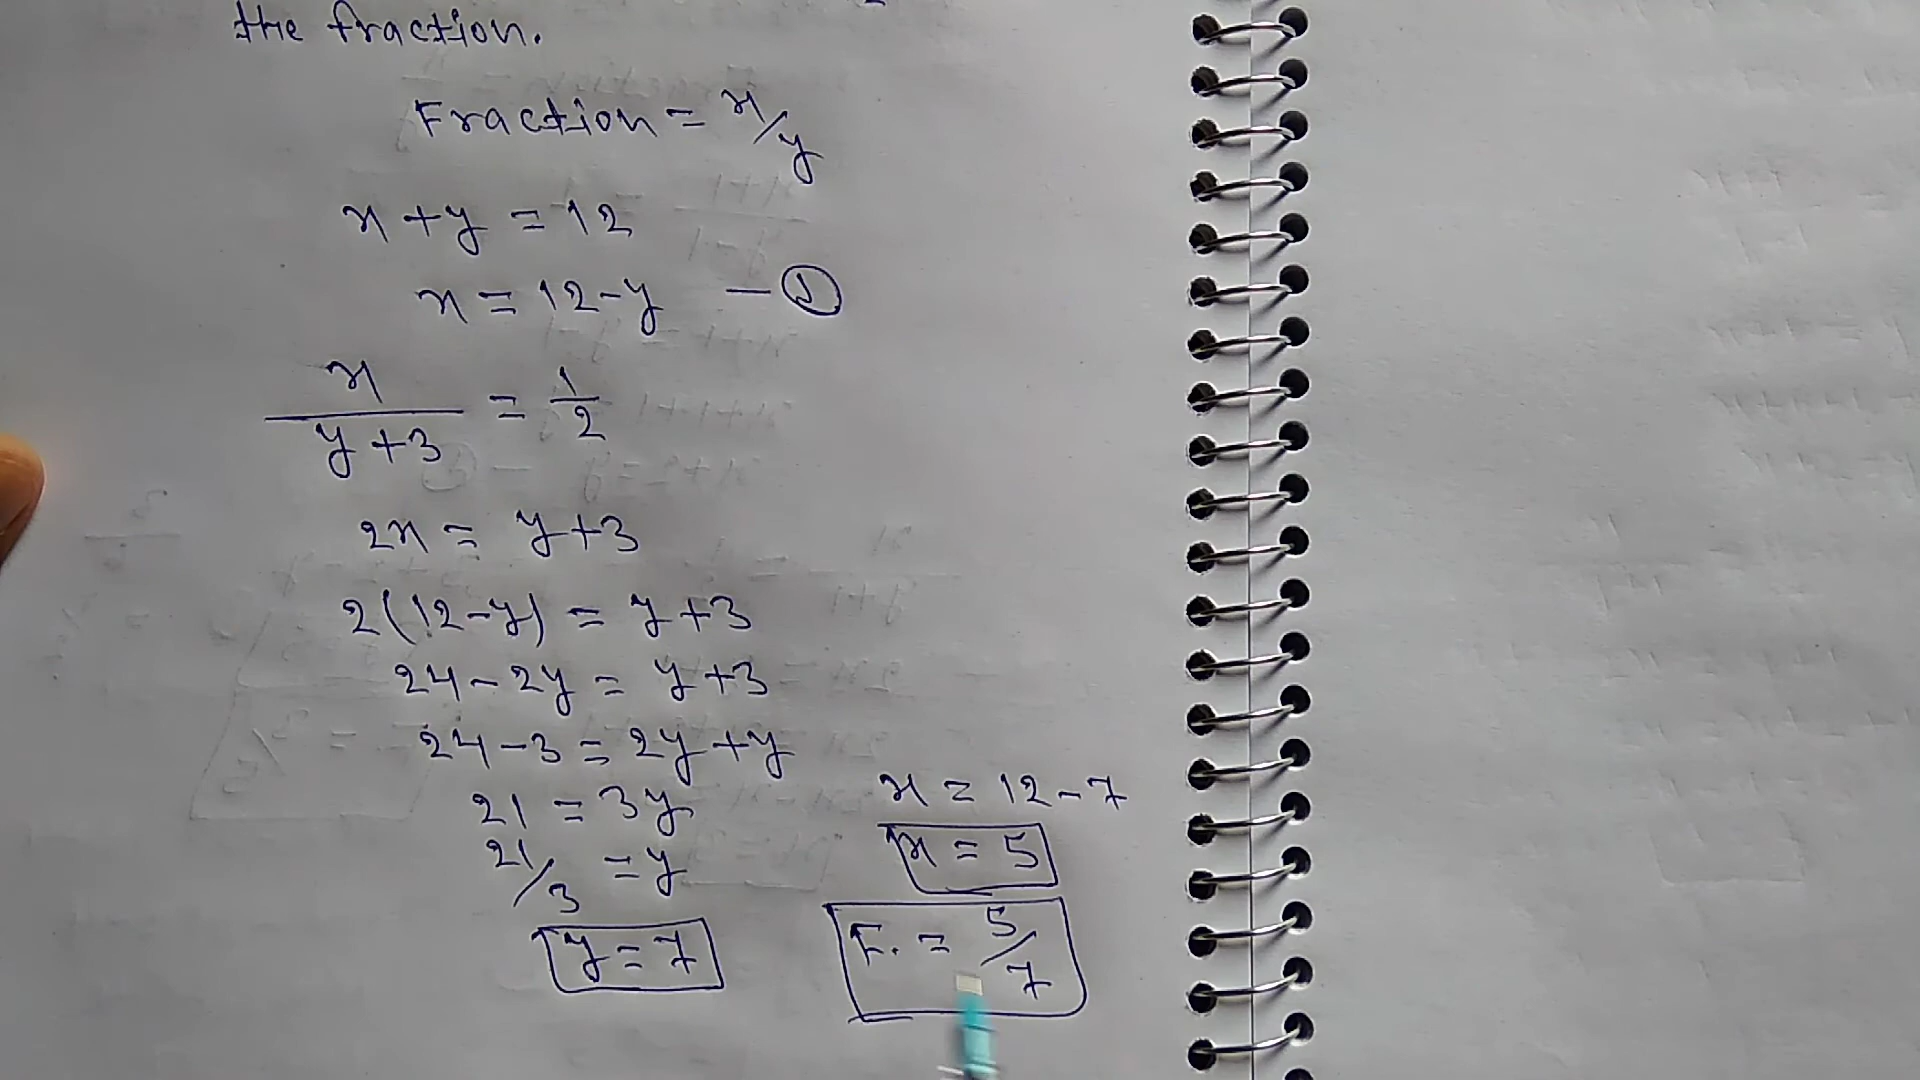 the fraction.
Fraction = x/y
x + y = 12
x = 12 - y — ①
x / y + 3 = 1 / 2
2x = y + 3
2(12 - y) = y + 3
24 - 2y = y + 3
24 - 3 = 2y + y
21 = 3y
21/3 = y
y = 7
x = 12 - 7
x = 5
F. = 5/7